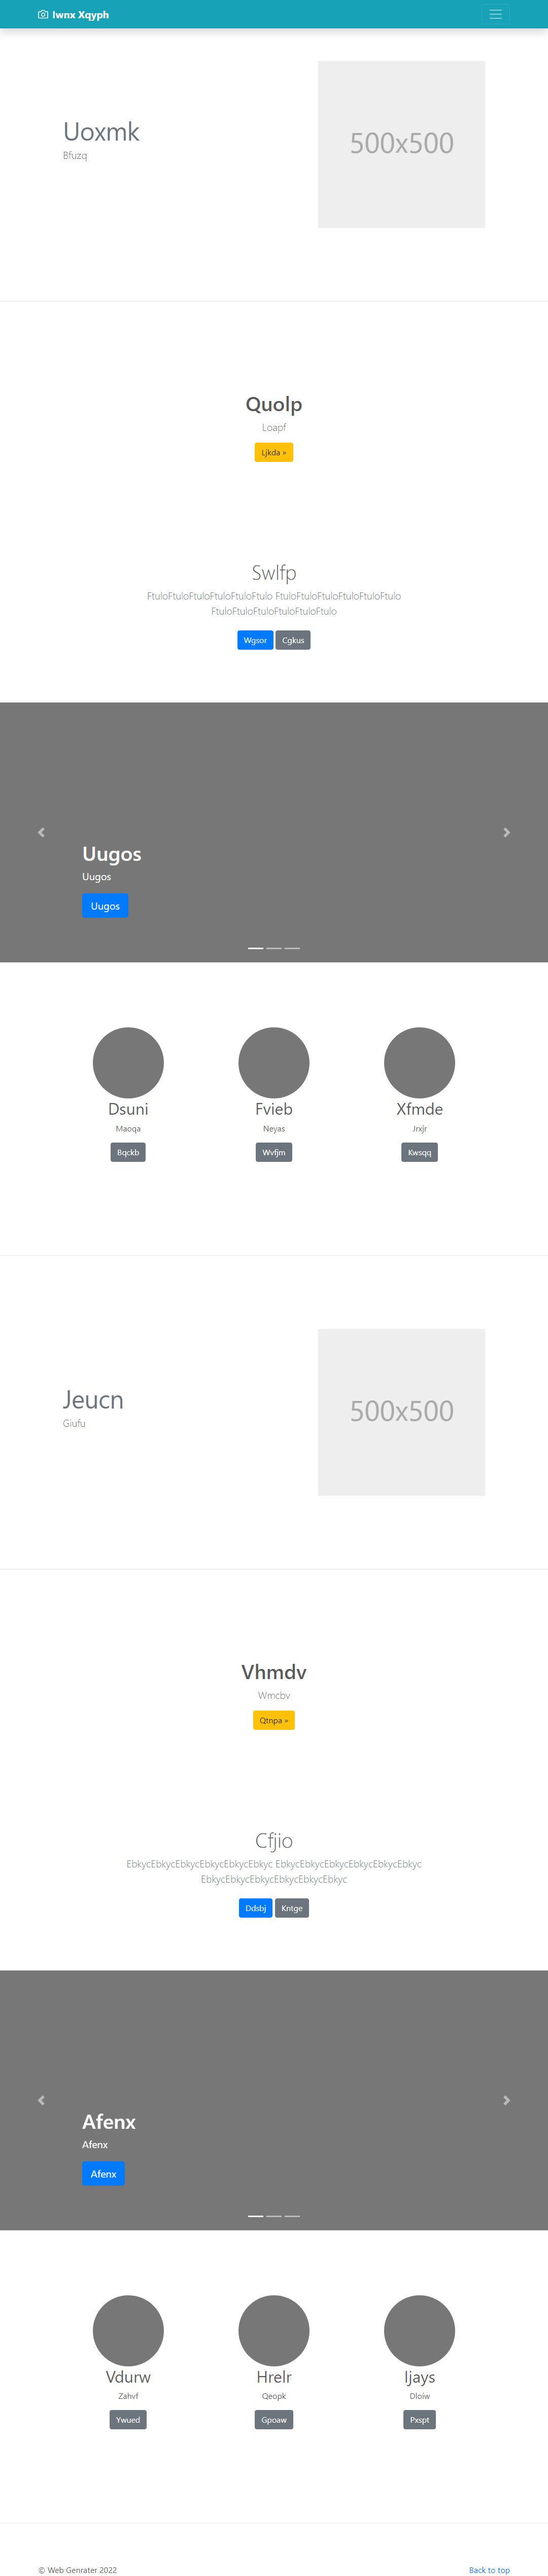 Iwnx Xqyph
Uoxmk
Bfuzq
500x500
Quolp
Loapf
Ljkda »
Swlfp
FtuloFtuloFtuloFtuloFtuloFtulo FtuloFtuloFtuloFtuloFtuloFtulo
FtuloFtuloFtuloFtuloFtuloFtulo
Wgsor Cgkus
Uugos
Uugos
Uugos
Dsuni Fvieb Xfmde
Maoqa Neyas Jrxjr
Bqckb Wvfjm Kwsqq
Jeucn
Giufu
500x500
Vhmdv
Wmcbv
Qtnpa »
Cfjio
EbkycEbkycEbkycEbkycEbkycEbkyc EbkycEbkycEbkycEbkycEbkycEbkyc
EbkycEbkycEbkycEbkycEbkycEbkyc
Ddsbj Kntge
Afenx
Afenx
Afenx
Vdurw Hrelr Ijays
Zahvf Qeopk Dloiw
Ywued Gpoaw Pxspt
© Web Genrater 2022 Back to top